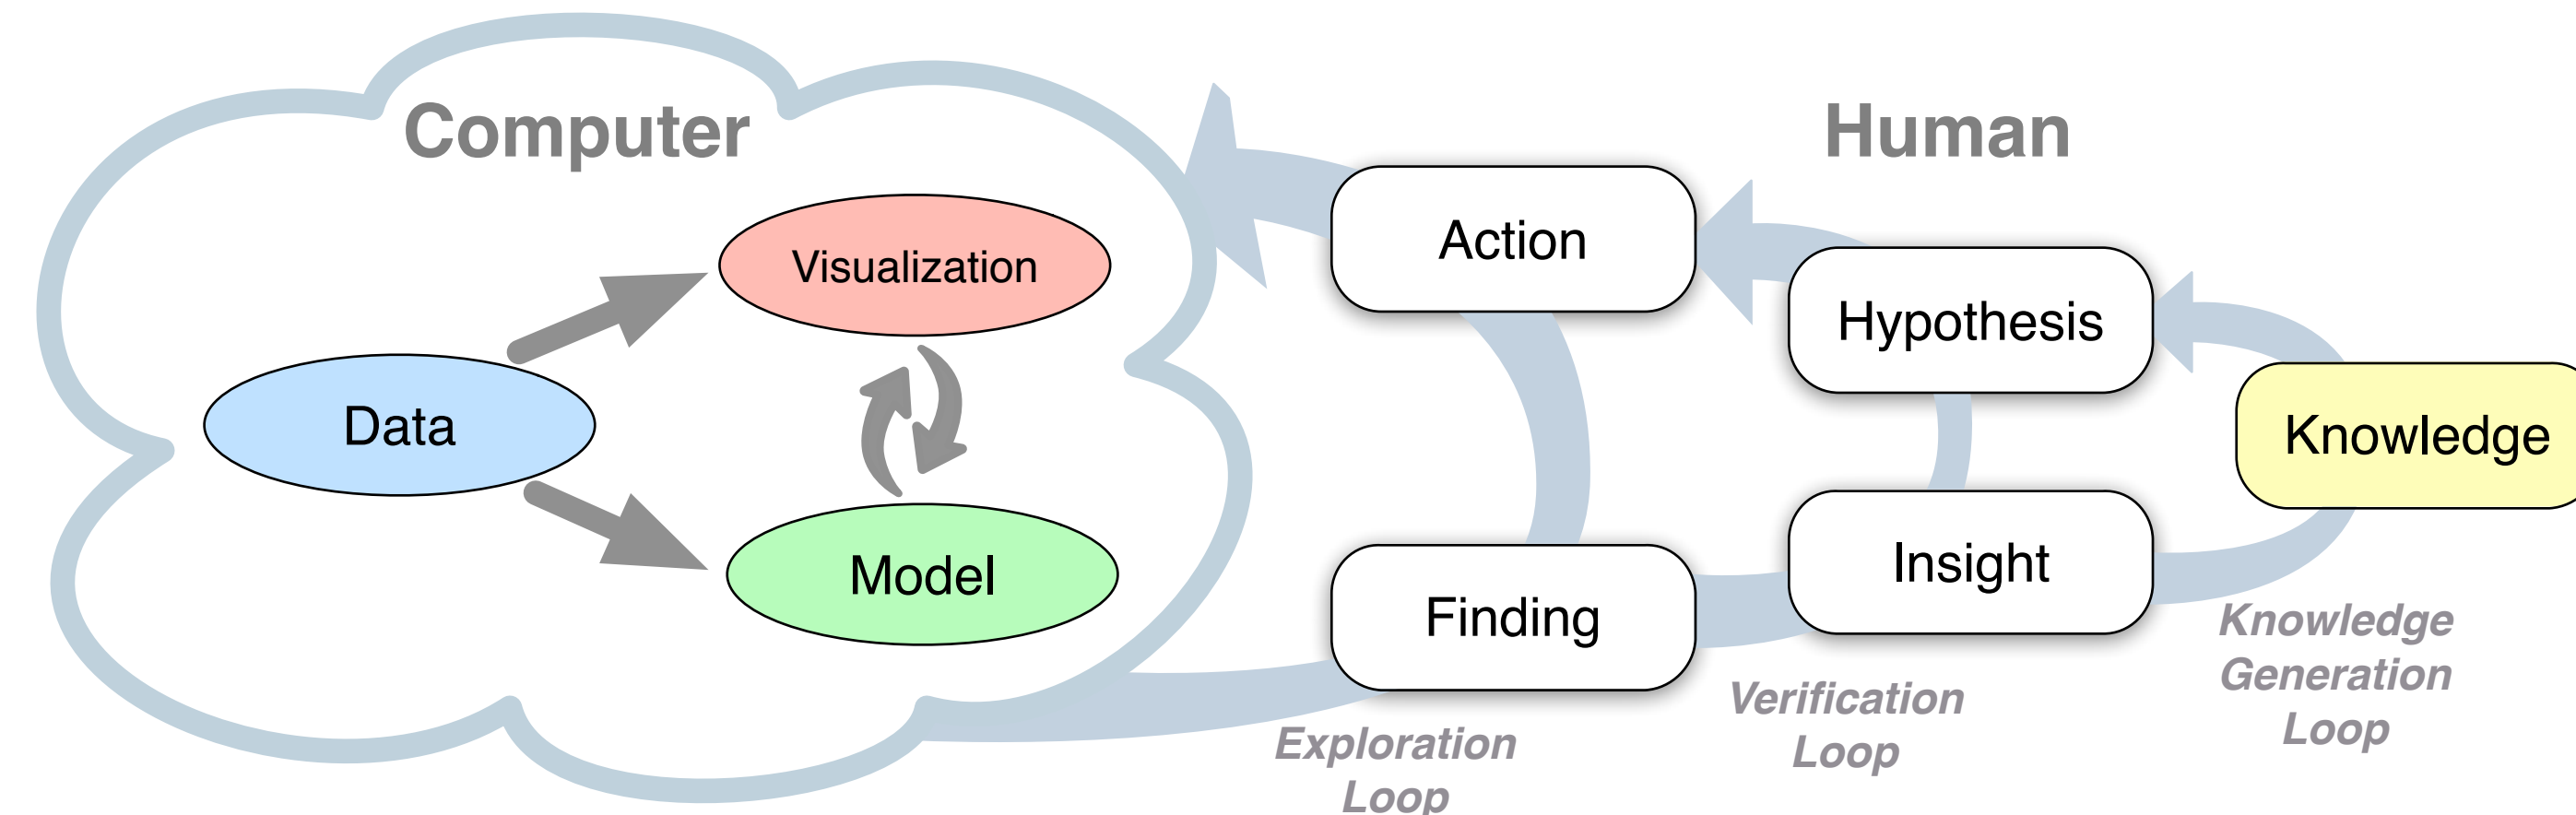 Computer
Human
Visualization
Data
Model
Action
Hypothesis
Knowledge
Finding
Insight
Exploration
Loop
Verification
Loop
Knowledge
Generation
Loop